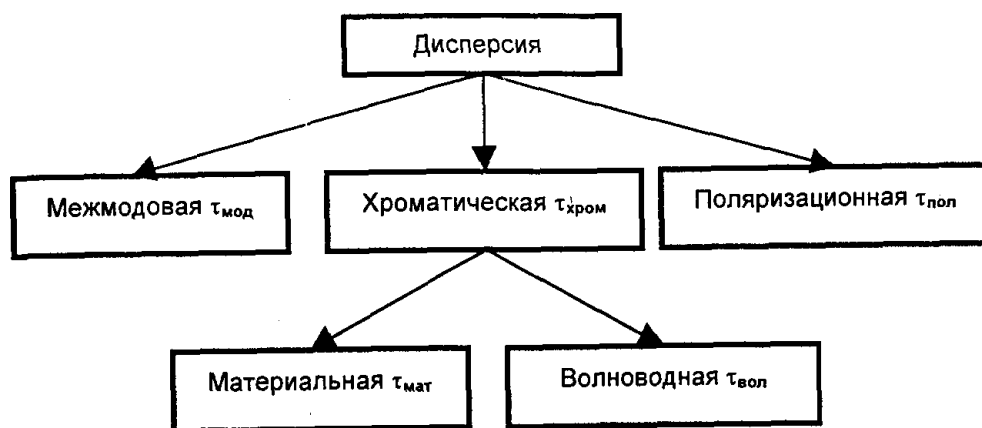 Дисперсия
Межмодовая τмод
Хроматическая τхром
Поляризационная τпол
Материальная τмат
Волноводная τвол